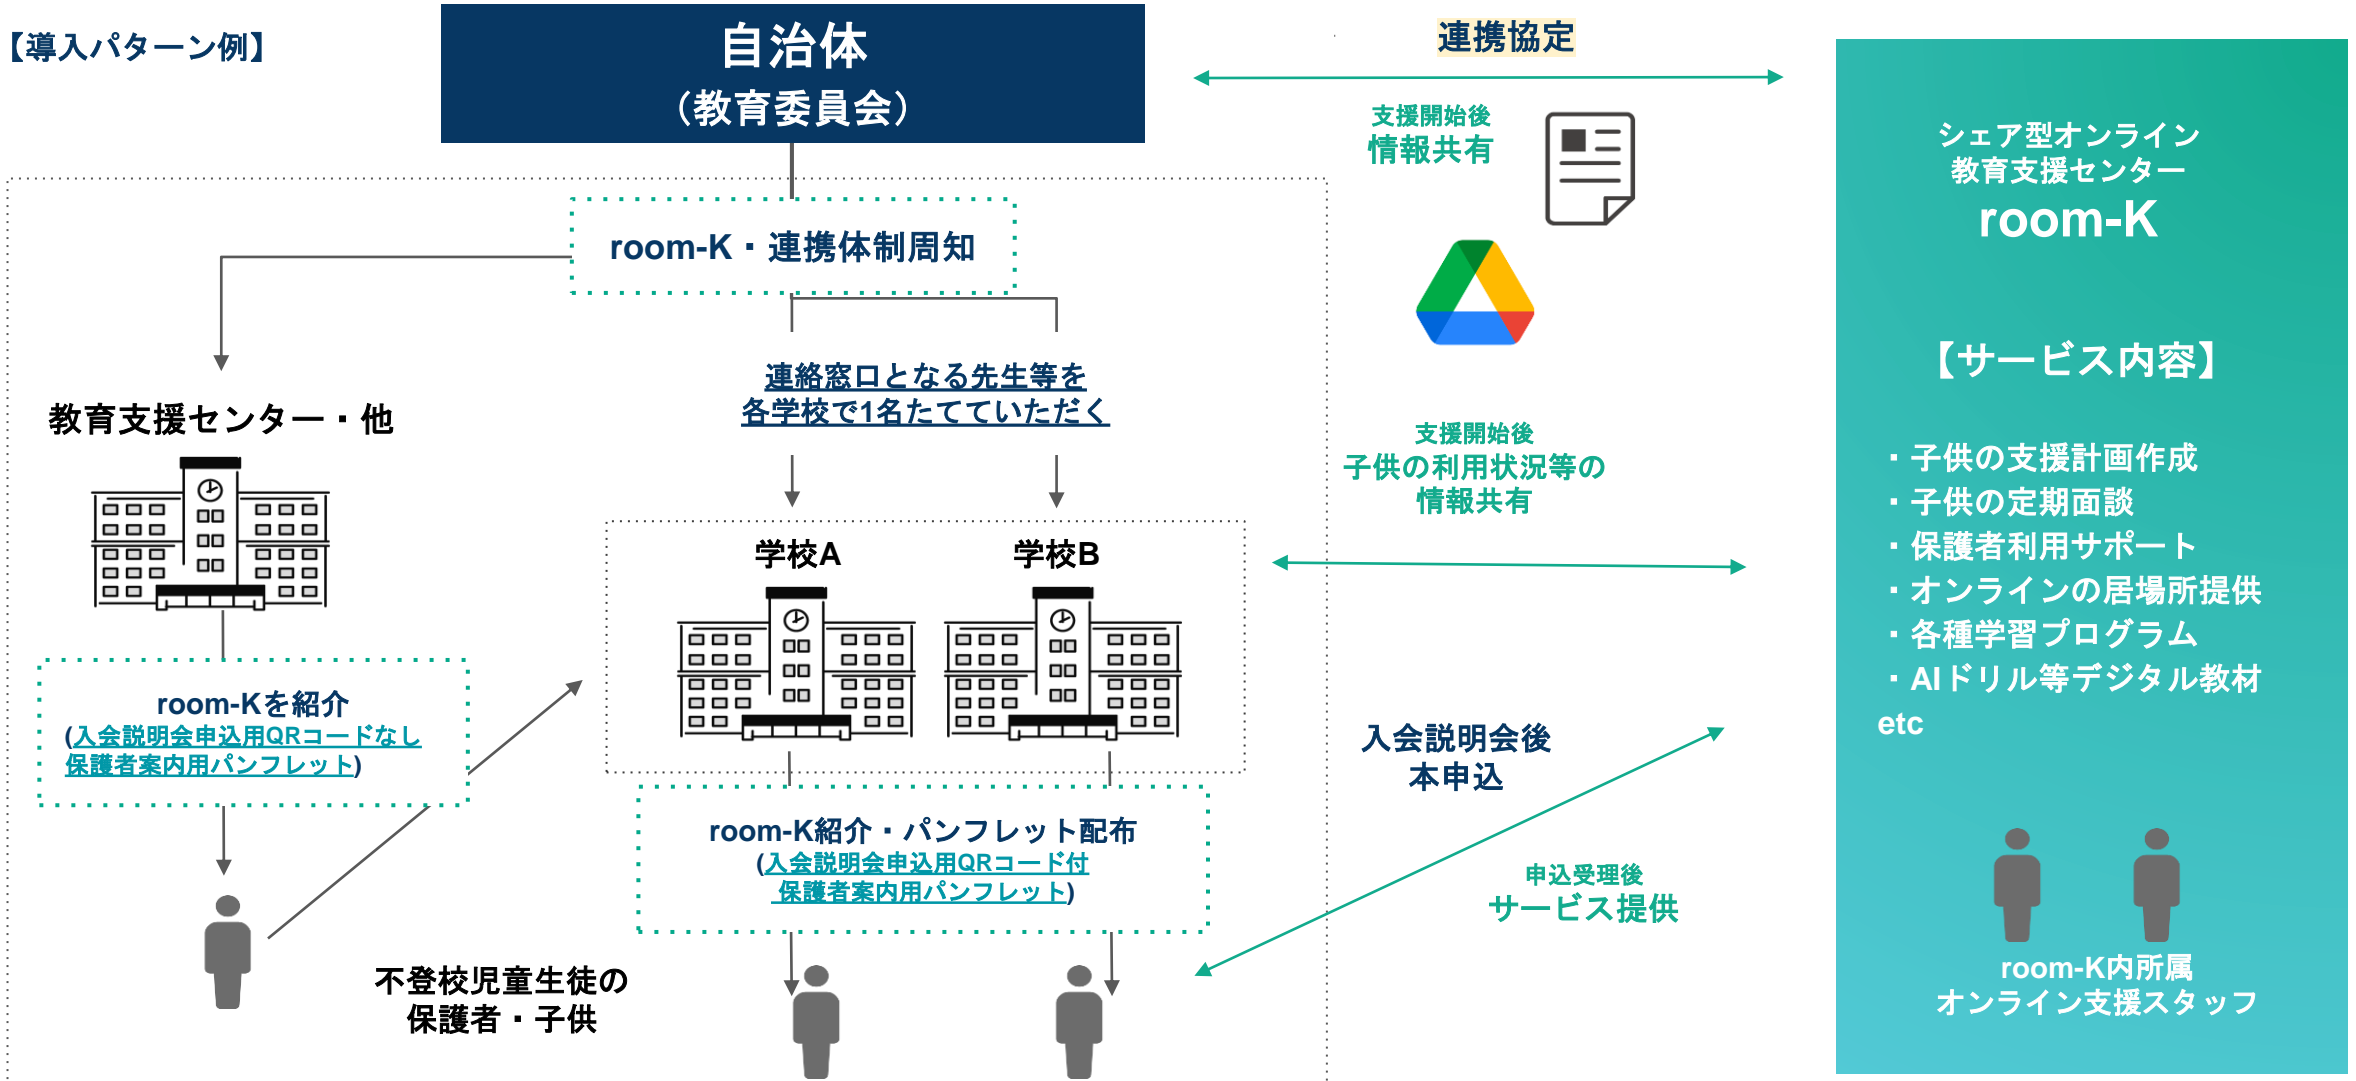 【導入パターン例】
自治体
（教育委員会）
連携協定
支援開始後
情報共有
room-K・連携体制周知
連絡窓口となる先生等を
各学校で1名たてていただく
教育支援センター・他
支援開始後
子供の利用状況等の
情報共有
学校A
学校B
room-Kを紹介
(入会説明会申込用QRコードなし
保護者案内用パンフレット)
room-K紹介・パンフレット配布
(入会説明会申込用QRコード付
保護者案内用パンフレット)
入会説明会後
本申込
申込受理後
サービス提供
不登校児童生徒の
保護者・子供
シェア型オンライン
教育支援センター
room-K
【サービス内容】
・子供の支援計画作成
・子供の定期面談
・保護者利用サポート
・オンラインの居場所提供
・各種学習プログラム
・AIドリル等デジタル教材
etc
room-K内所属
オンライン支援スタッフ